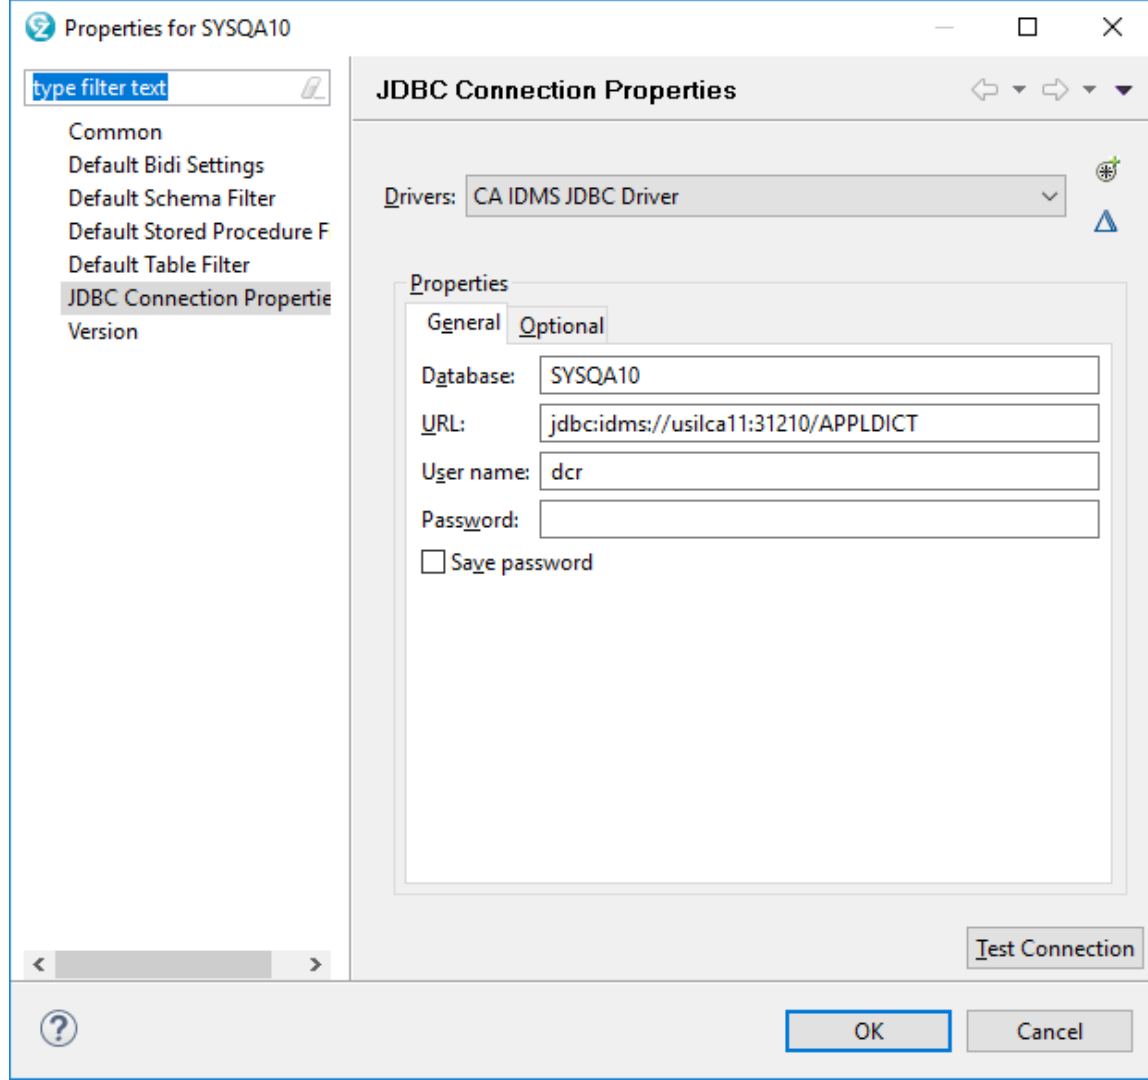 Properties for SYSQA10
type filter text
Common
Default Bidi Settings
Default Schema Filter
Default Stored Procedure F
Default Table Filter
JDBC Connection Propertie
Version
JDBC Connection Properties
Drivers: CA IDMS JDBC Driver
Properties
General Optional
Database: SYSQA10
URL: jdbc:idms://usilca11:31210/APPLDICT
User name: dcr
Password:
Save password
Test Connection
OK Cancel